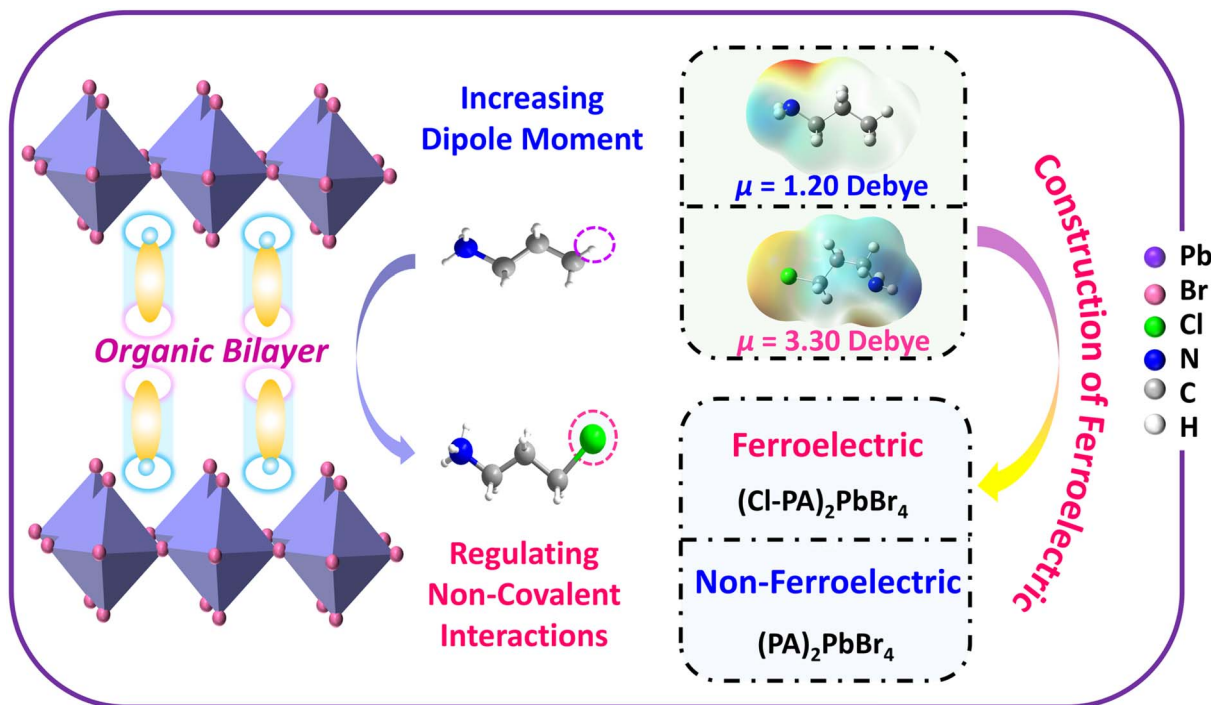 Increasing
Dipole Moment
μ = 1.20 Debye
μ = 3.30 Debye
Organic Bilayer
Regulating
Non-Covalent
Interactions
Ferroelectric
(Cl-PA)₂PbBr₄
Non-Ferroelectric
(PA)₂PbBr₄
Construction of Ferroelectric
Pb
Br
Cl
N
C
H